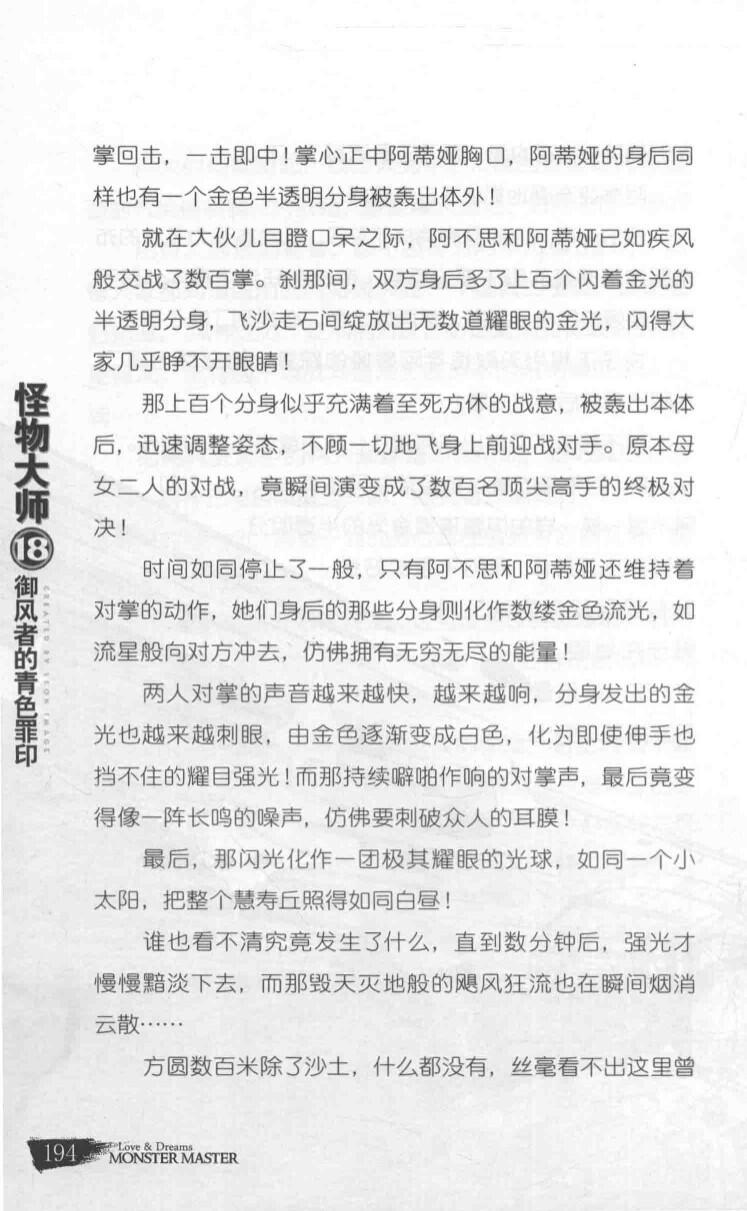 掌回击，一击即中！掌心正中阿蒂娅胸口，阿蒂娅的身后同
样也有一个金色半透明分身被轰出体外！
就在大伙儿目瞪口呆之际，阿不思和阿蒂娅已如疾风
般交战了数百掌。刹那间，双方身后多了上百个闪着金光的
半透明分身，飞沙走石间绽放出无数道耀眼的金光，闪得大
家几乎睁不开眼睛！
那上百个分身似乎充满着至死方休的战意，被轰出本体
后，迅速调整姿态，不顾一切地飞身上前迎战对手。原本母
女二人的对战，竟瞬间演变成了数百名顶尖高手的终极对
决！
时间如同停止了一般，只有阿不思和阿蒂娅还维持着
对掌的动作，她们身后的那些分身则化作数缕金色流光，如
流星般向对方冲去，仿佛拥有无穷无尽的能量！
两人对掌的声音越来越快，越来越响，分身发出的金
光也越来越刺眼，由金色逐渐变成白色，化为即使伸手也
挡不住的耀目强光！而那持续噼啪作响的对掌声，最后竟变
得像一阵长鸣的噪声，仿佛要刺破众人的耳膜！
最后，那闪光化作一团极其耀眼的光球，如同一个小
太阳，把整个慧寿丘照得如同白昼！
谁也看不清究竟发生了什么，直到数分钟后，强光才
慢慢黯淡下去，而那毁天灭地般的飓风狂流也在瞬间烟消
云散……
方圆数百米除了沙土，什么都没有，丝毫看不出这里曾
怪物大师18
御风者的青色罪印
CREATED BY LEON IMAGE
194
Love & Dreams
MONSTER MASTER